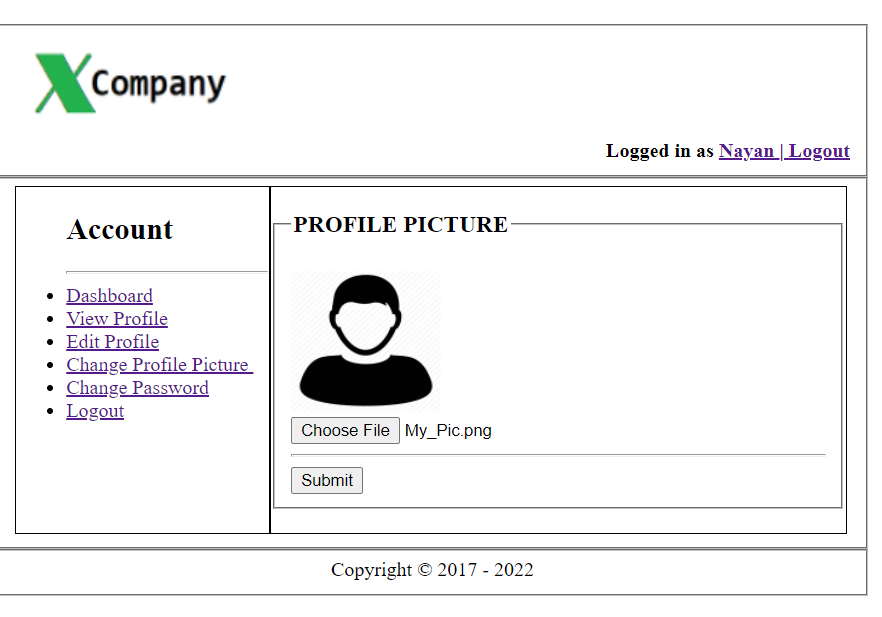 X Company
Logged in as Nayan | Logout
Account
Dashboard
View Profile
Edit Profile
Change Profile Picture
Change Password
Logout
PROFILE PICTURE
Choose File My_Pic.png
Submit
Copyright © 2017 - 2022